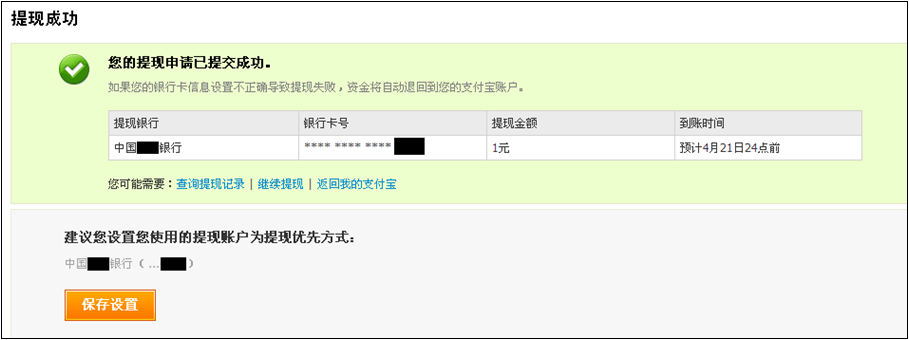 提现成功
您的提现申请已提交成功。
如果您的银行卡信息设置不正确导致提现失败，资金将自动退回到您的支付宝账户。
提现银行 银行卡号 提现金额 到账时间
中国 银行 **** **** **** 1元 预计4月21日24点前
您可能需要：查询提现记录 | 继续提现 | 返回我的支付宝
建议您设置您使用的提现账户为提现优先方式：
中国 银行（ ... ）
保存设置